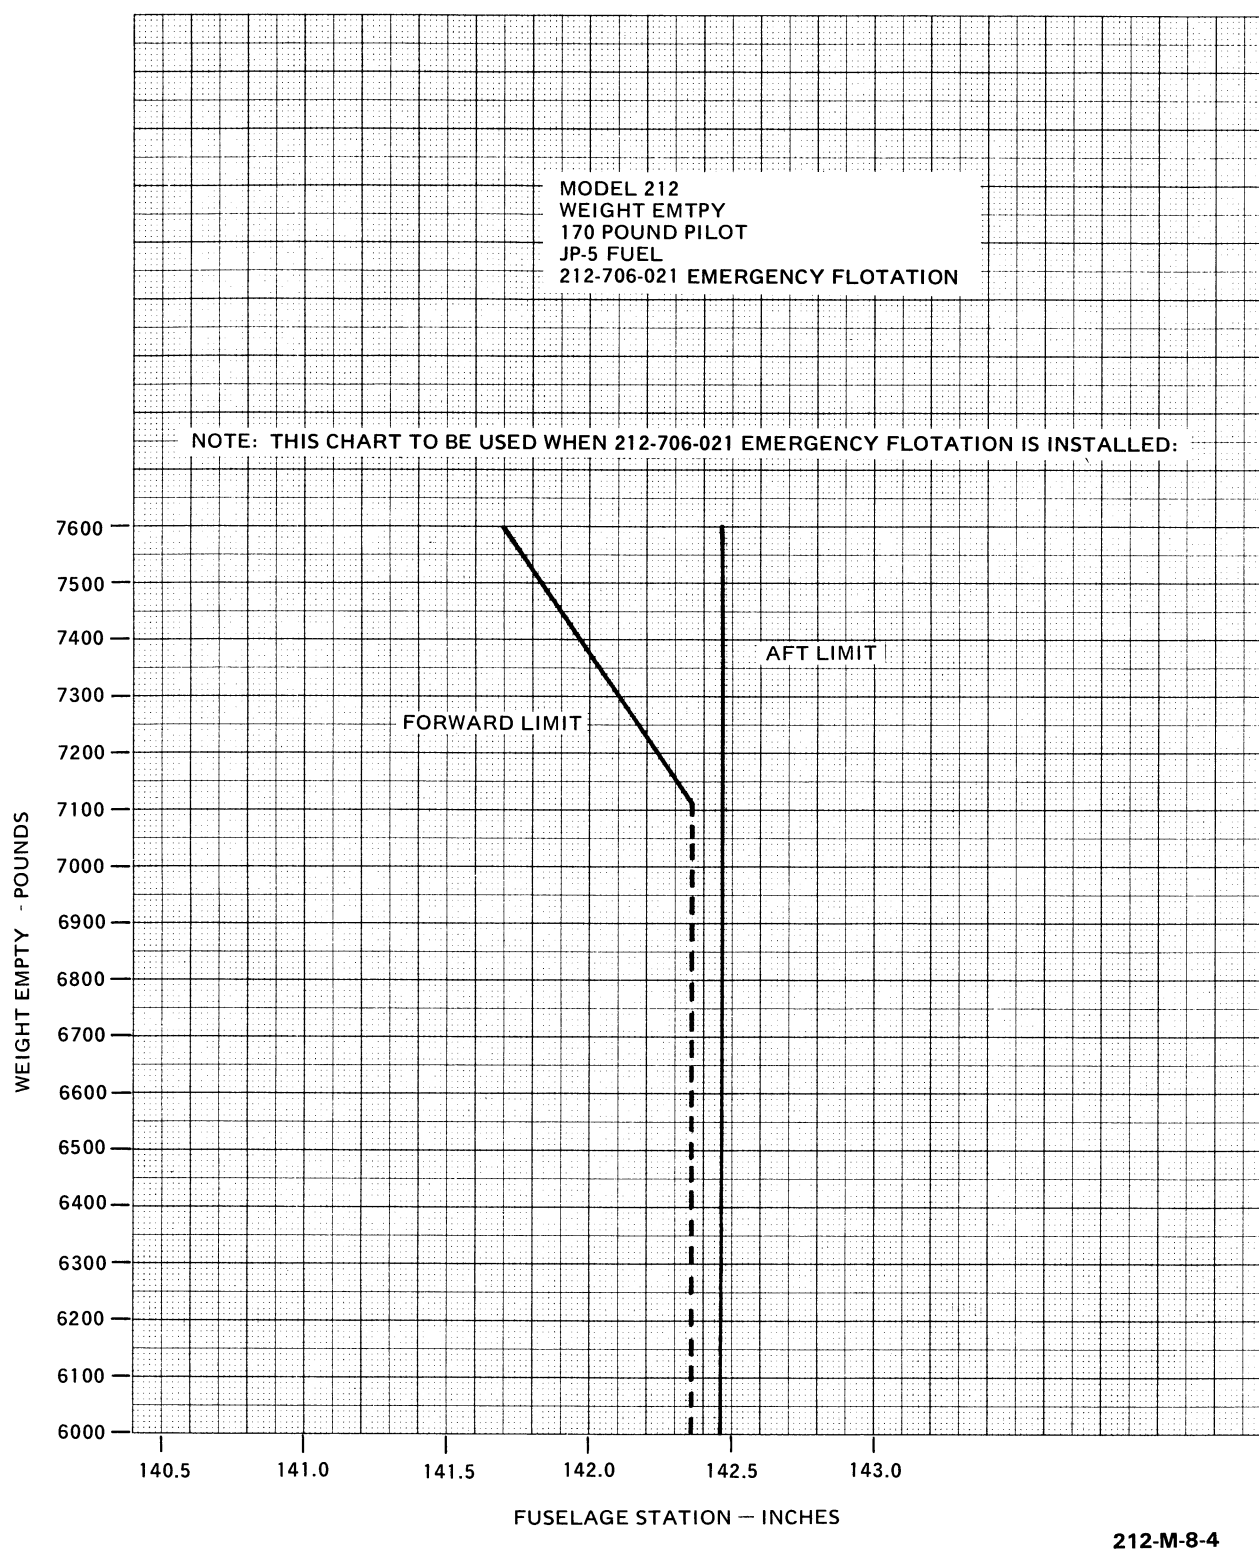 MODEL 212
WEIGHT EMTPY
170 POUND PILOT
JP-5 FUEL
212-706-021 EMERGENCY FLOTATION
NOTE: THIS CHART TO BE USED WHEN 212-706-021 EMERGENCY FLOTATION IS INSTALLED:
7600
7500
7400
AFT LIMIT
7300
FORWARD LIMIT
7200
7100
7000
6900
6800
6700
6600
6500
6400
6300
6200
6100
6000
WEIGHT EMPTY - POUNDS
140.5 141.0 141.5 142.0 142.5 143.0
FUSELAGE STATION — INCHES
212-M-8-4